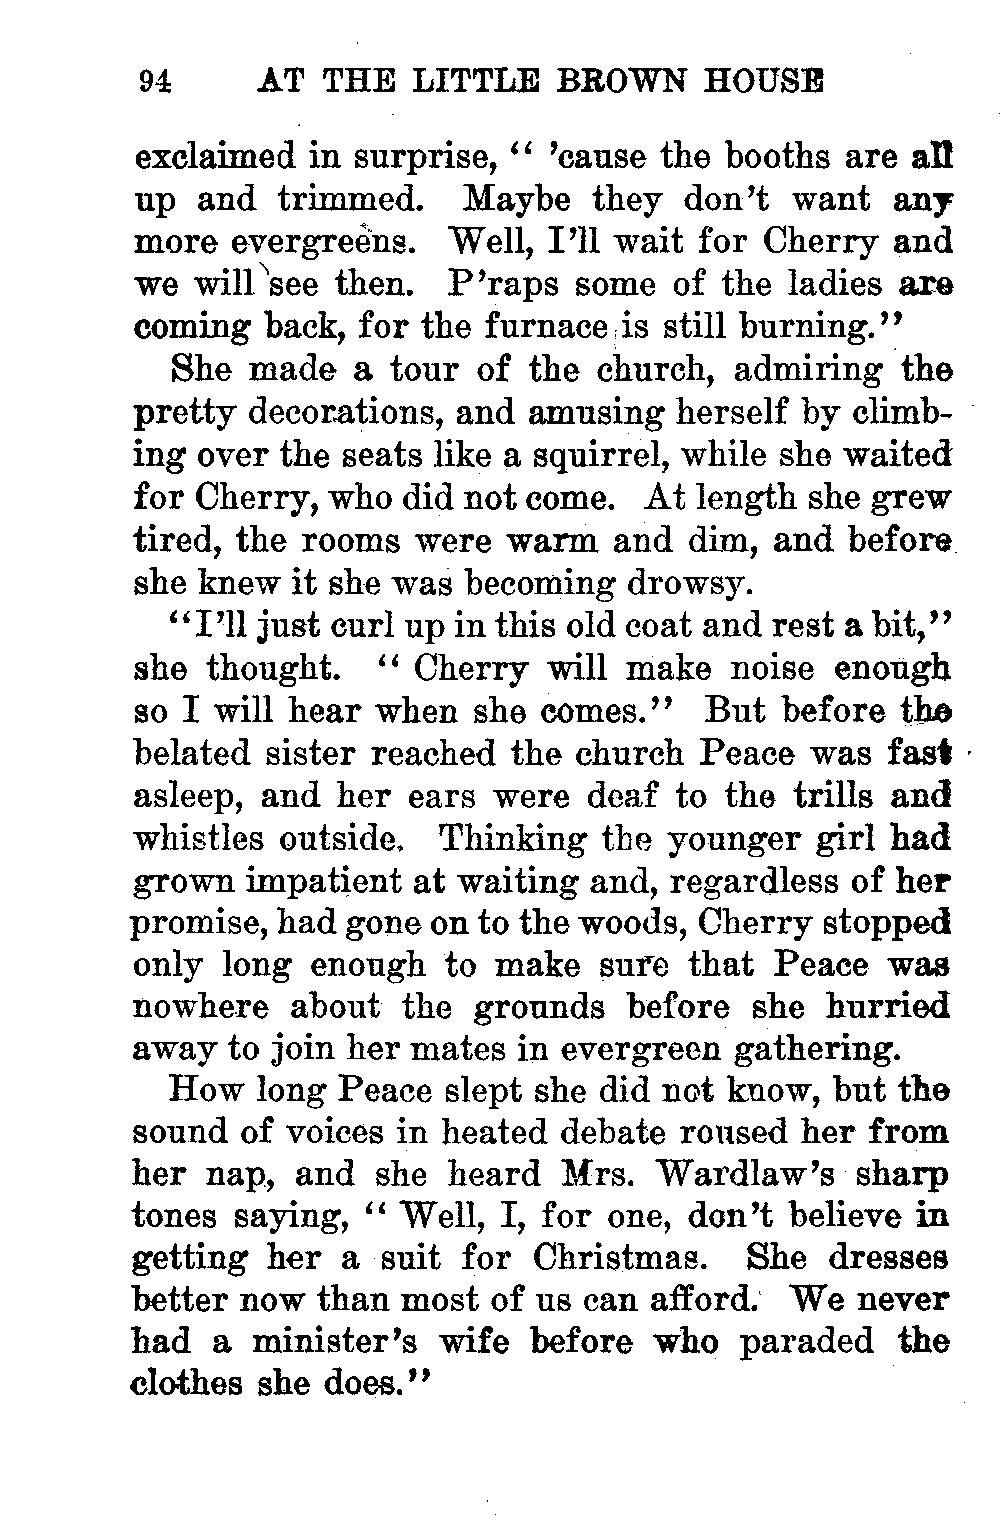 94 AT THE LITTLE BROWN HOUSE
exclaimed in surprise, “ ’cause the booths are all
up and trimmed. Maybe they don’t want any
more evergreens. Well, I’ll wait for Cherry and
we will see then. P’raps some of the ladies are
coming back, for the furnace is still burning.”
She made a tour of the church, admiring the
pretty decorations, and amusing herself by climb-
ing over the seats like a squirrel, while she waited
for Cherry, who did not come. At length she grew
tired, the rooms were warm and dim, and before
she knew it she was becoming drowsy.
“I’ll just curl up in this old coat and rest a bit,”
she thought. “ Cherry will make noise enough
so I will hear when she comes.” But before the
belated sister reached the church Peace was fast
asleep, and her ears were deaf to the trills and
whistles outside. Thinking the younger girl had
grown impatient at waiting and, regardless of her
promise, had gone on to the woods, Cherry stopped
only long enough to make sure that Peace was
nowhere about the grounds before she hurried
away to join her mates in evergreen gathering.
How long Peace slept she did not know, but the
sound of voices in heated debate roused her from
her nap, and she heard Mrs. Wardlaw’s sharp
tones saying, “ Well, I, for one, don’t believe in
getting her a suit for Christmas. She dresses
better now than most of us can afford. We never
had a minister’s wife before who paraded the
clothes she does.”